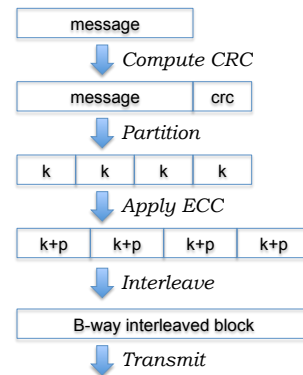 message
Compute CRC
message crc
Partition
k k k k
Apply ECC
k+p k+p k+p k+p
Interleave
B-way interleaved block
Transmit